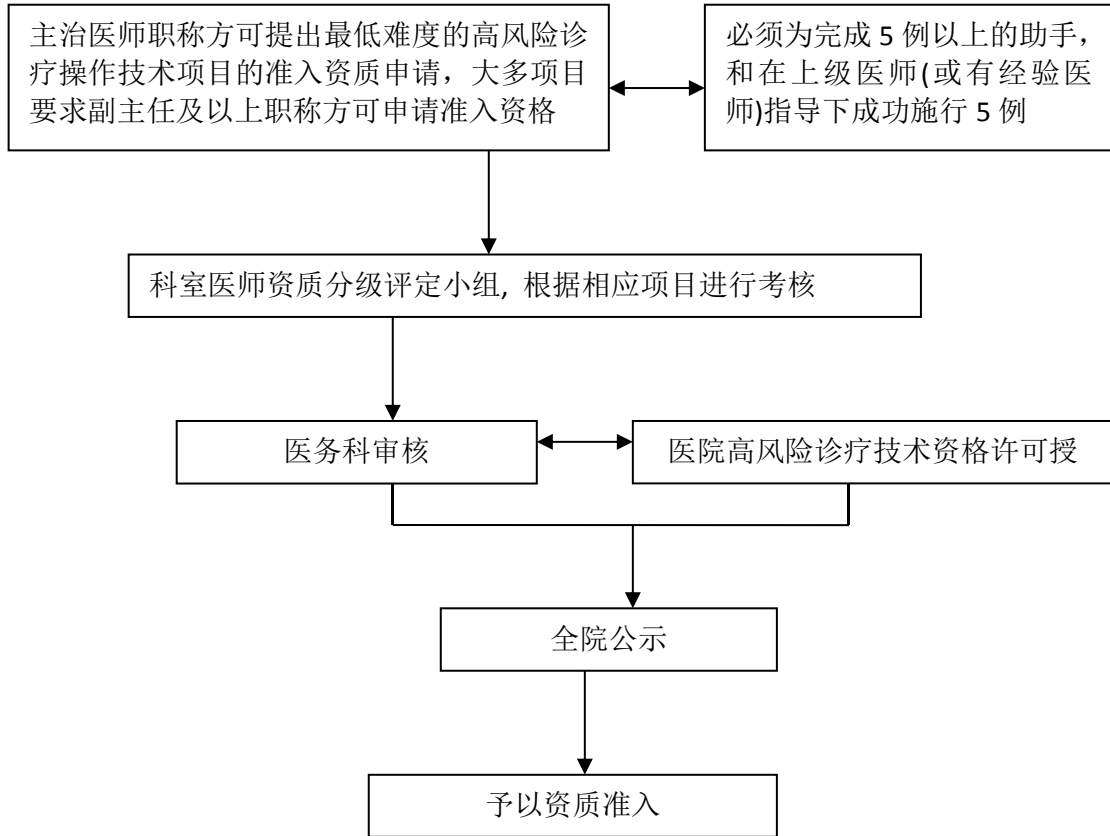 主治医师职称方可提出最低难度的高风险诊
疗操作技术项目的准入资质申请，大多项目
要求副主任及以上职称方可申请准入资格
必须为完成 5 例以上的助手，
和在上级医师(或有经验医
师)指导下成功施行 5 例
科室医师资质分级评定小组, 根据相应项目进行考核
医务科审核
医院高风险诊疗技术资格许可授
全院公示
予以资质准入